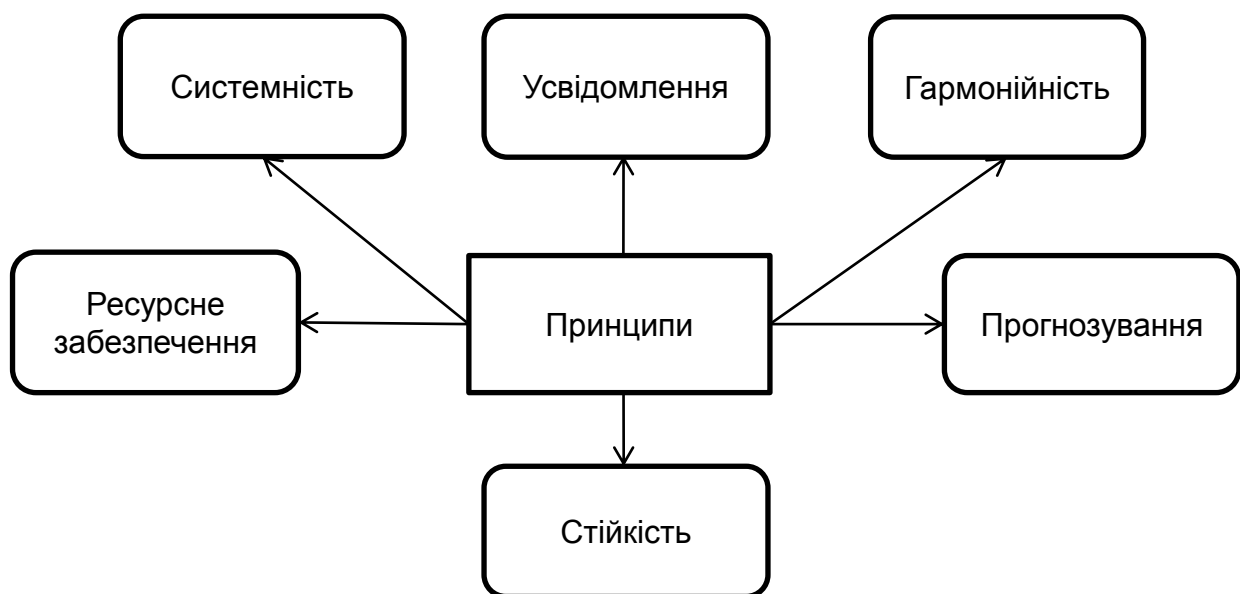 Системність
Усвідомлення
Гармонійність
Ресурсне
забезпечення
Принципи
Прогнозування
Стійкість